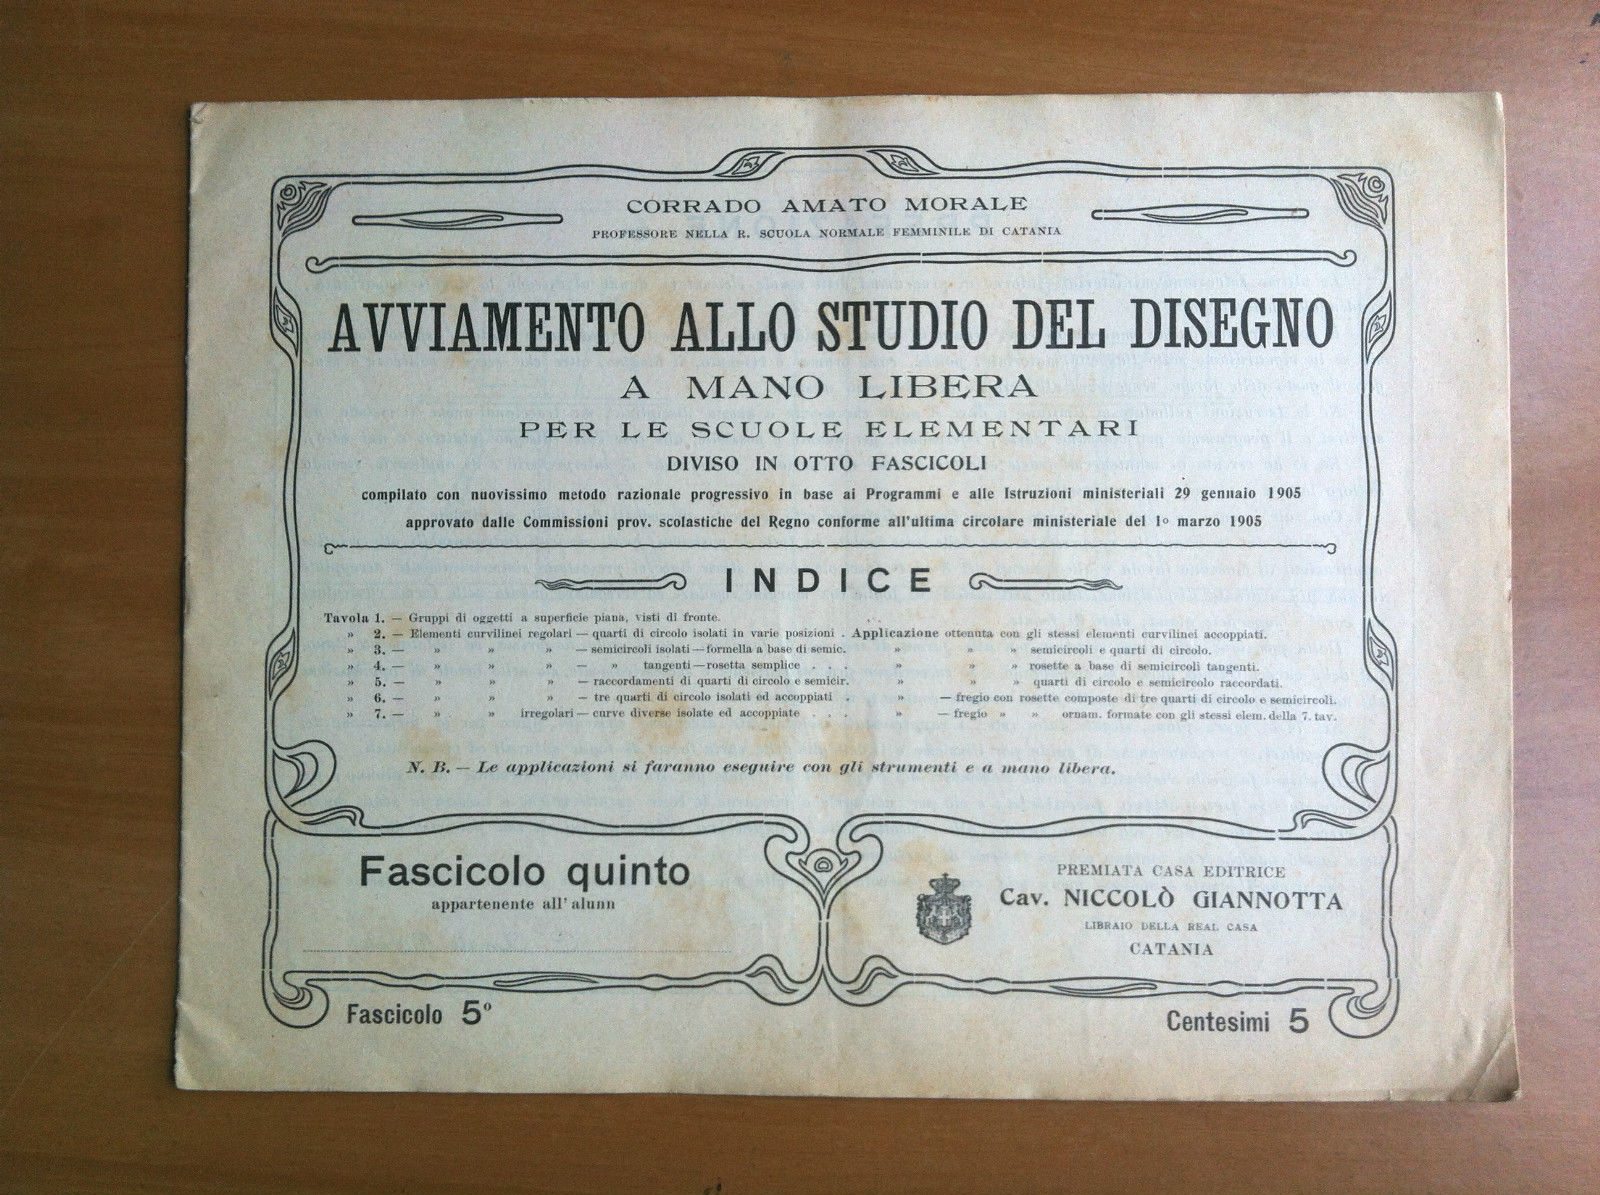 CORRADO AMATO MORALE
PROFESSORE NELLA R. SCUOLA NORMALE FEMMINILE DI CATANIA
AVVIAMENTO ALLO STUDIO DEL DISEGNO
A MANO LIBERA
PER LE SCUOLE ELEMENTARI
DIVISO IN OTTO FASCICOLI
compilato con nuovissimo metodo razionale progressivo in base ai Programmi e alle Istruzioni ministeriali 29 gennaio 1905
approvato dalle Commissioni prov. scolastiche del Regno conforme all'ultima circolare ministeriale del 1º marzo 1905
INDICE
Tavola 1. — Gruppi di oggetti a superficie piana, visti di fronte.
» 2. — Elementi curvilinei regolari — quarti di circolo isolati in varie posizioni . Applicazione ottenuta con gli stessi elementi curvilinei accoppiati.
» 3. — » » » — semicircoli isolati — formella a base di semic. » » » semicircoli e quarti di circolo.
» 4. — » » » — » tangenti — rosetta semplice . . . » » » rosette a base di semicircoli tangenti.
» 5. — » » » — raccordamenti di quarti di circolo e semicir. » » » quarti di circolo e semicircolo raccordati.
» 6. — » » » — tre quarti di circolo isolati ed accoppiati . » — fregio con rosette composte di tre quarti di circolo e semicircoli.
» 7. — » » irregolari — curve diverse isolate ed accoppiate . . . » — fregio » » ornam. formate con gli stessi elem. della 7. tav.
N. B. — Le applicazioni si faranno eseguire con gli strumenti e a mano libera.
Fascicolo quinto
appartenente all' alunn
PREMIATA CASA EDITRICE
Cav. NICCOLÒ GIANNOTTA
LIBRAIO DELLA REAL CASA
CATANIA
Fascicolo 5º
Centesimi 5